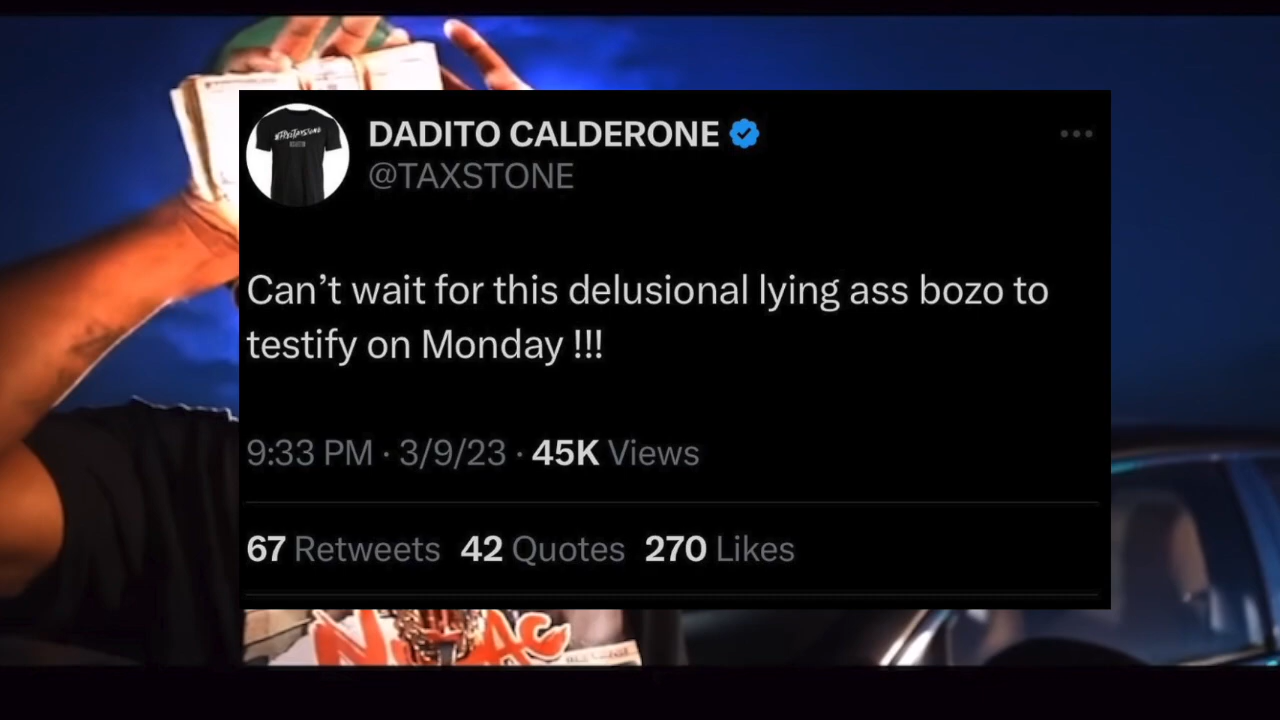 DADITO CALDERONE
@TAXSTONE
Can’t wait for this delusional lying ass bozo to
testify on Monday !!!
9:33 PM · 3/9/23 · 45K Views
67 Retweets 42 Quotes 270 Likes